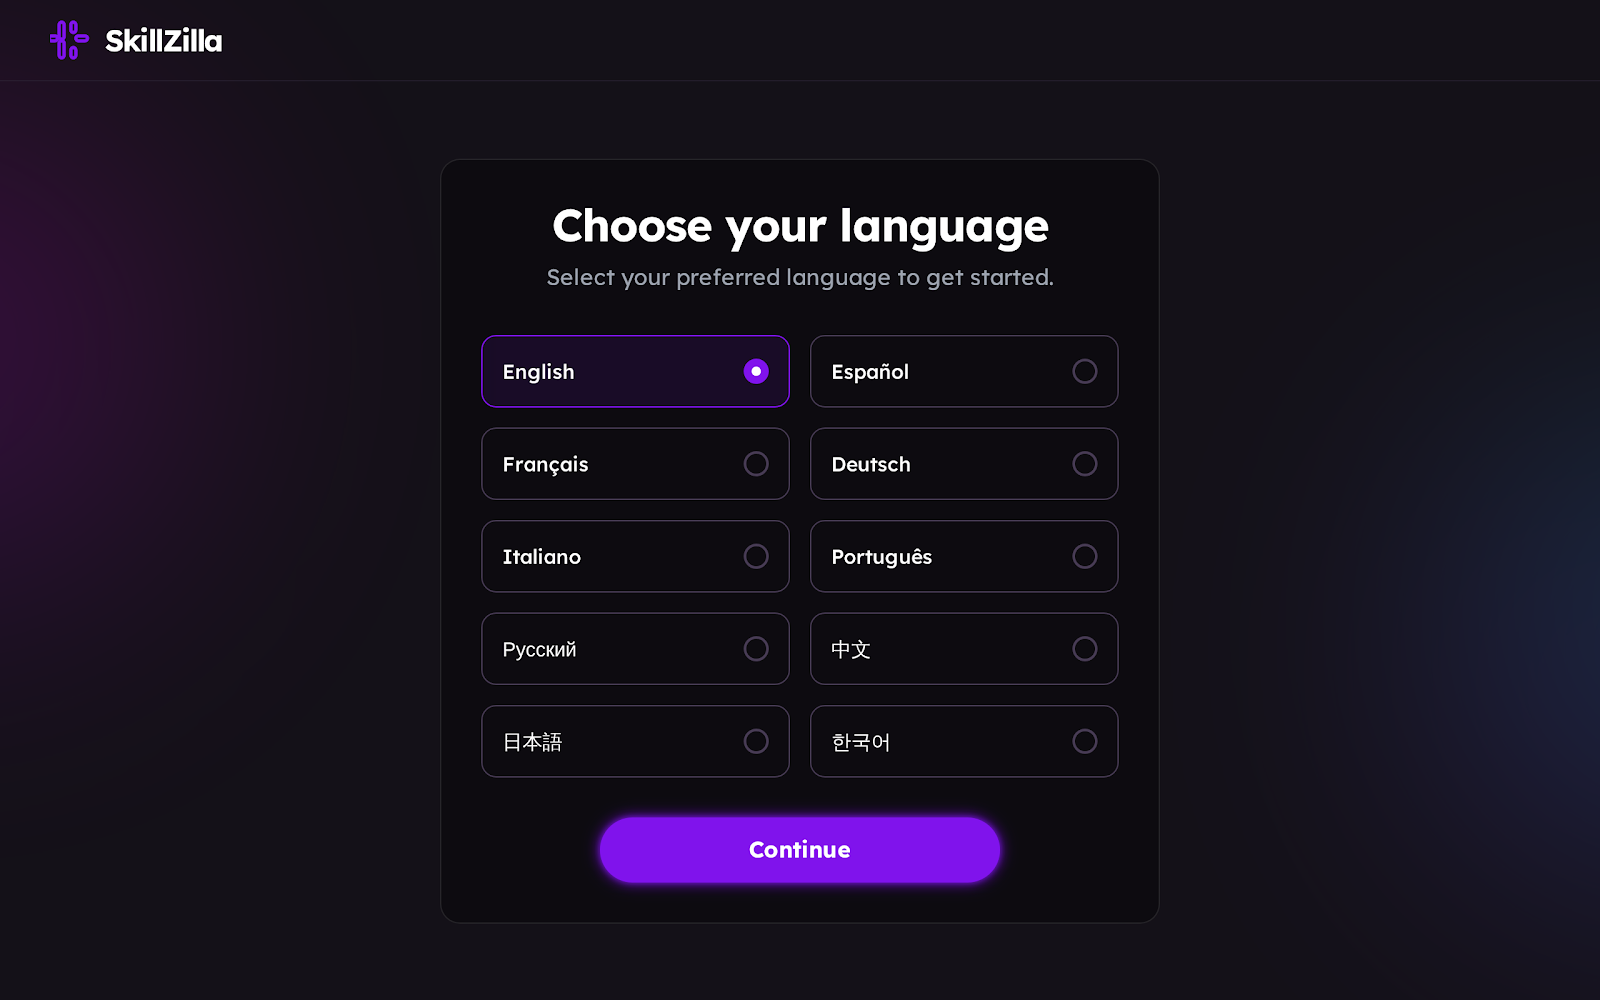 SkillZilla
Choose your language
Select your preferred language to get started.
English
Español
Français
Deutsch
Italiano
Português
Русский
中文
日本語
한국어
Continue